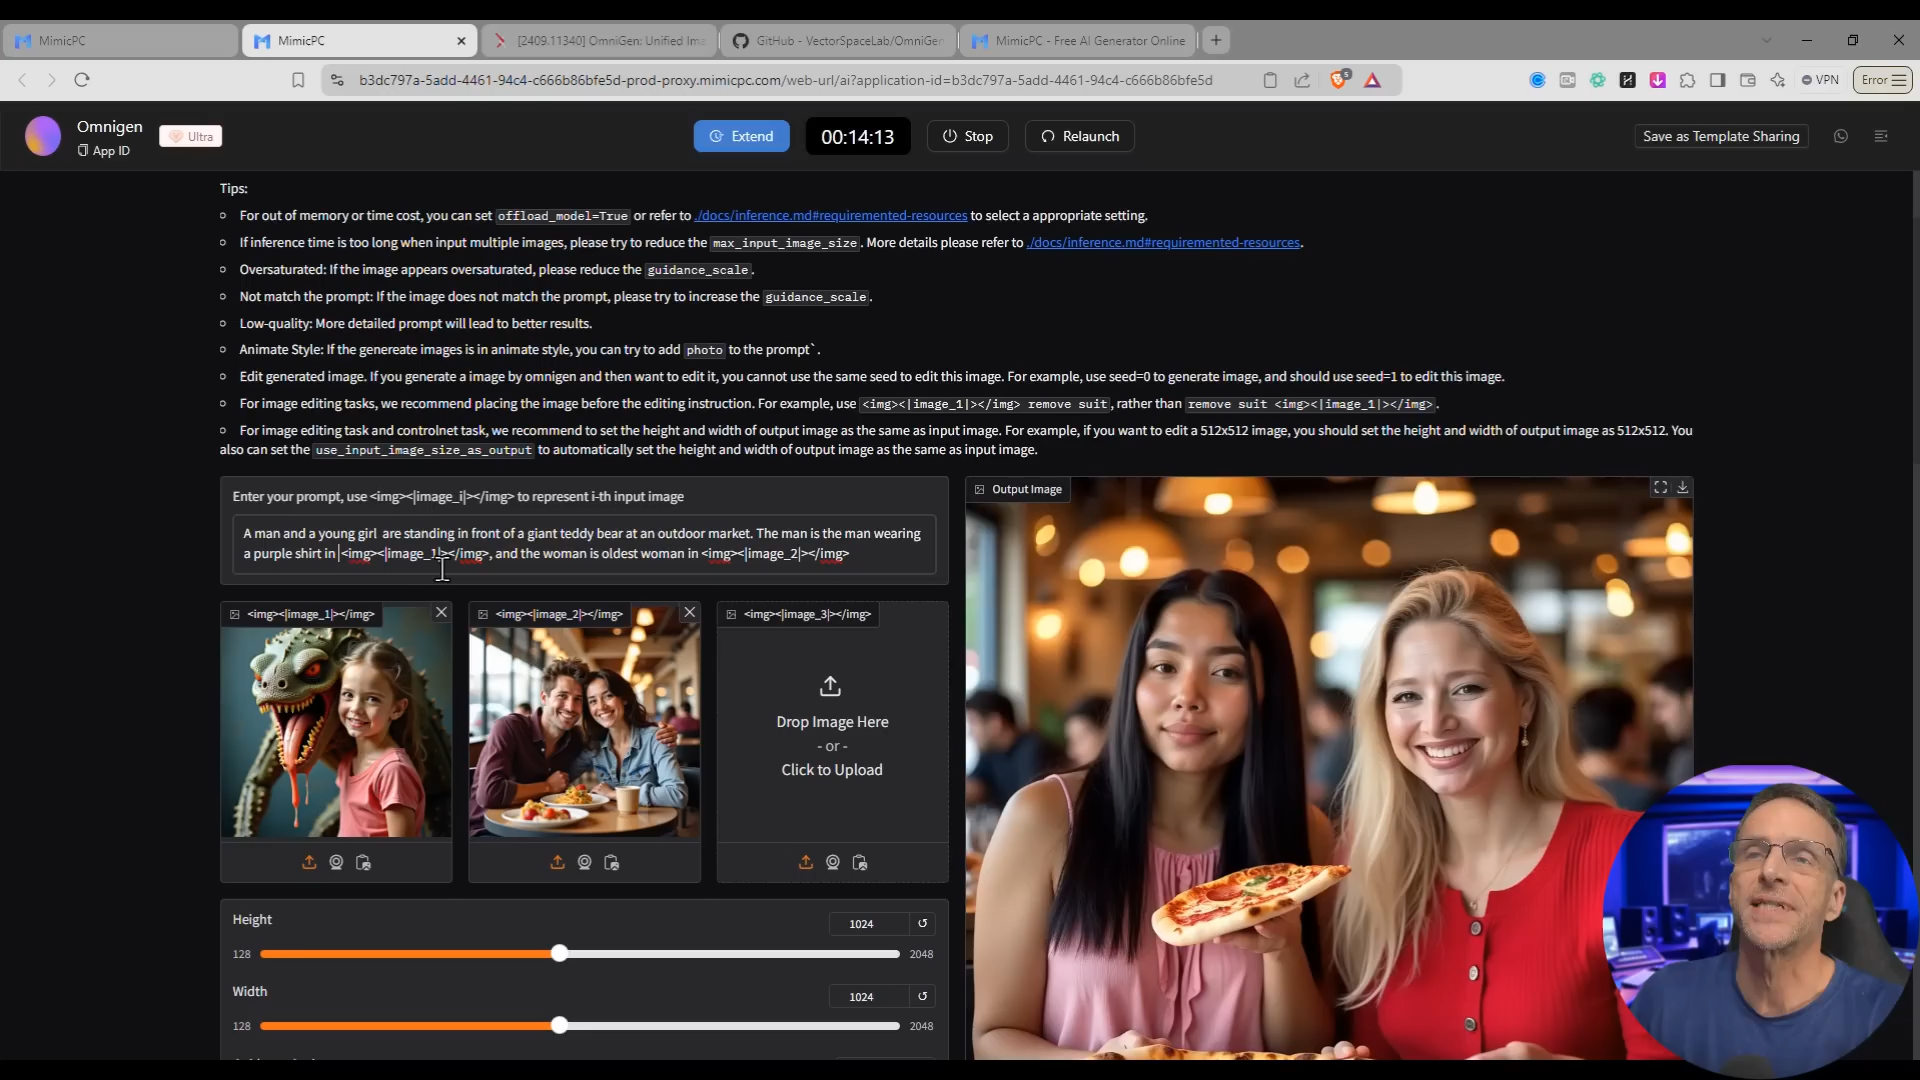 MimicPC
MimicPC
[2409.11340] OmniGen: Unified Ima
GitHub - VectorSpaceLab/OmniGen
MimicPC - Free AI Generator Online
b3dc797a-5add-4461-94c4-c666b86bfe5d-prod-proxy.mimicpc.com/web-url/ai?application-id=b3dc797a-5add-4461-94c4-c666b86bfe5d
5
VPN
Error
Omnigen
App ID
Ultra
Extend
00:14:13
Stop
Relaunch
Save as Template Sharing
Tips:
For out of memory or time cost, you can set offload_model=True or refer to ./docs/inference.md#requiremented-resources to select a appropriate setting.
If inference time is too long when input multiple images, please try to reduce the max_input_image_size. More details please refer to ./docs/inference.md#requiremented-resources.
Oversaturated: If the image appears oversaturated, please reduce the guidance_scale.
Not match the prompt: If the image does not match the prompt, please try to increase the guidance_scale.
Low-quality: More detailed prompt will lead to better results.
Animate Style: If the genereate images is in animate style, you can try to add photo to the prompt`.
Edit generated image. If you generate a image by omnigen and then want to edit it, you cannot use the same seed to edit this image. For example, use seed=0 to generate image, and should use seed=1 to edit this image.
For image editing tasks, we recommend placing the image before the editing instruction. For example, use <img><|image_1|></img> remove suit, rather than remove suit <img><|image_1|></img>.
For image editing task and controlnet task, we recommend to set the height and width of output image as the same as input image. For example, if you want to edit a 512x512 image, you should set the height and width of output image as 512x512. You
also can set the use_input_image_size_as_output to automatically set the height and width of output image as the same as input image.
Enter your prompt, use <img><|image_i|></img> to represent i-th input image
A man and a young girl are standing in front of a giant teddy bear at an outdoor market. The man is the man wearing
a purple shirt in <img><|image_1|></img>, and the woman is oldest woman in <img><|image_2|></img>
<img><|image_1|></img>
<img><|image_2|></img>
<img><|image_3|></img>
Drop Image Here
- or -
Click to Upload
Height
1024
128
2048
Width
1024
128
2048
Output Image